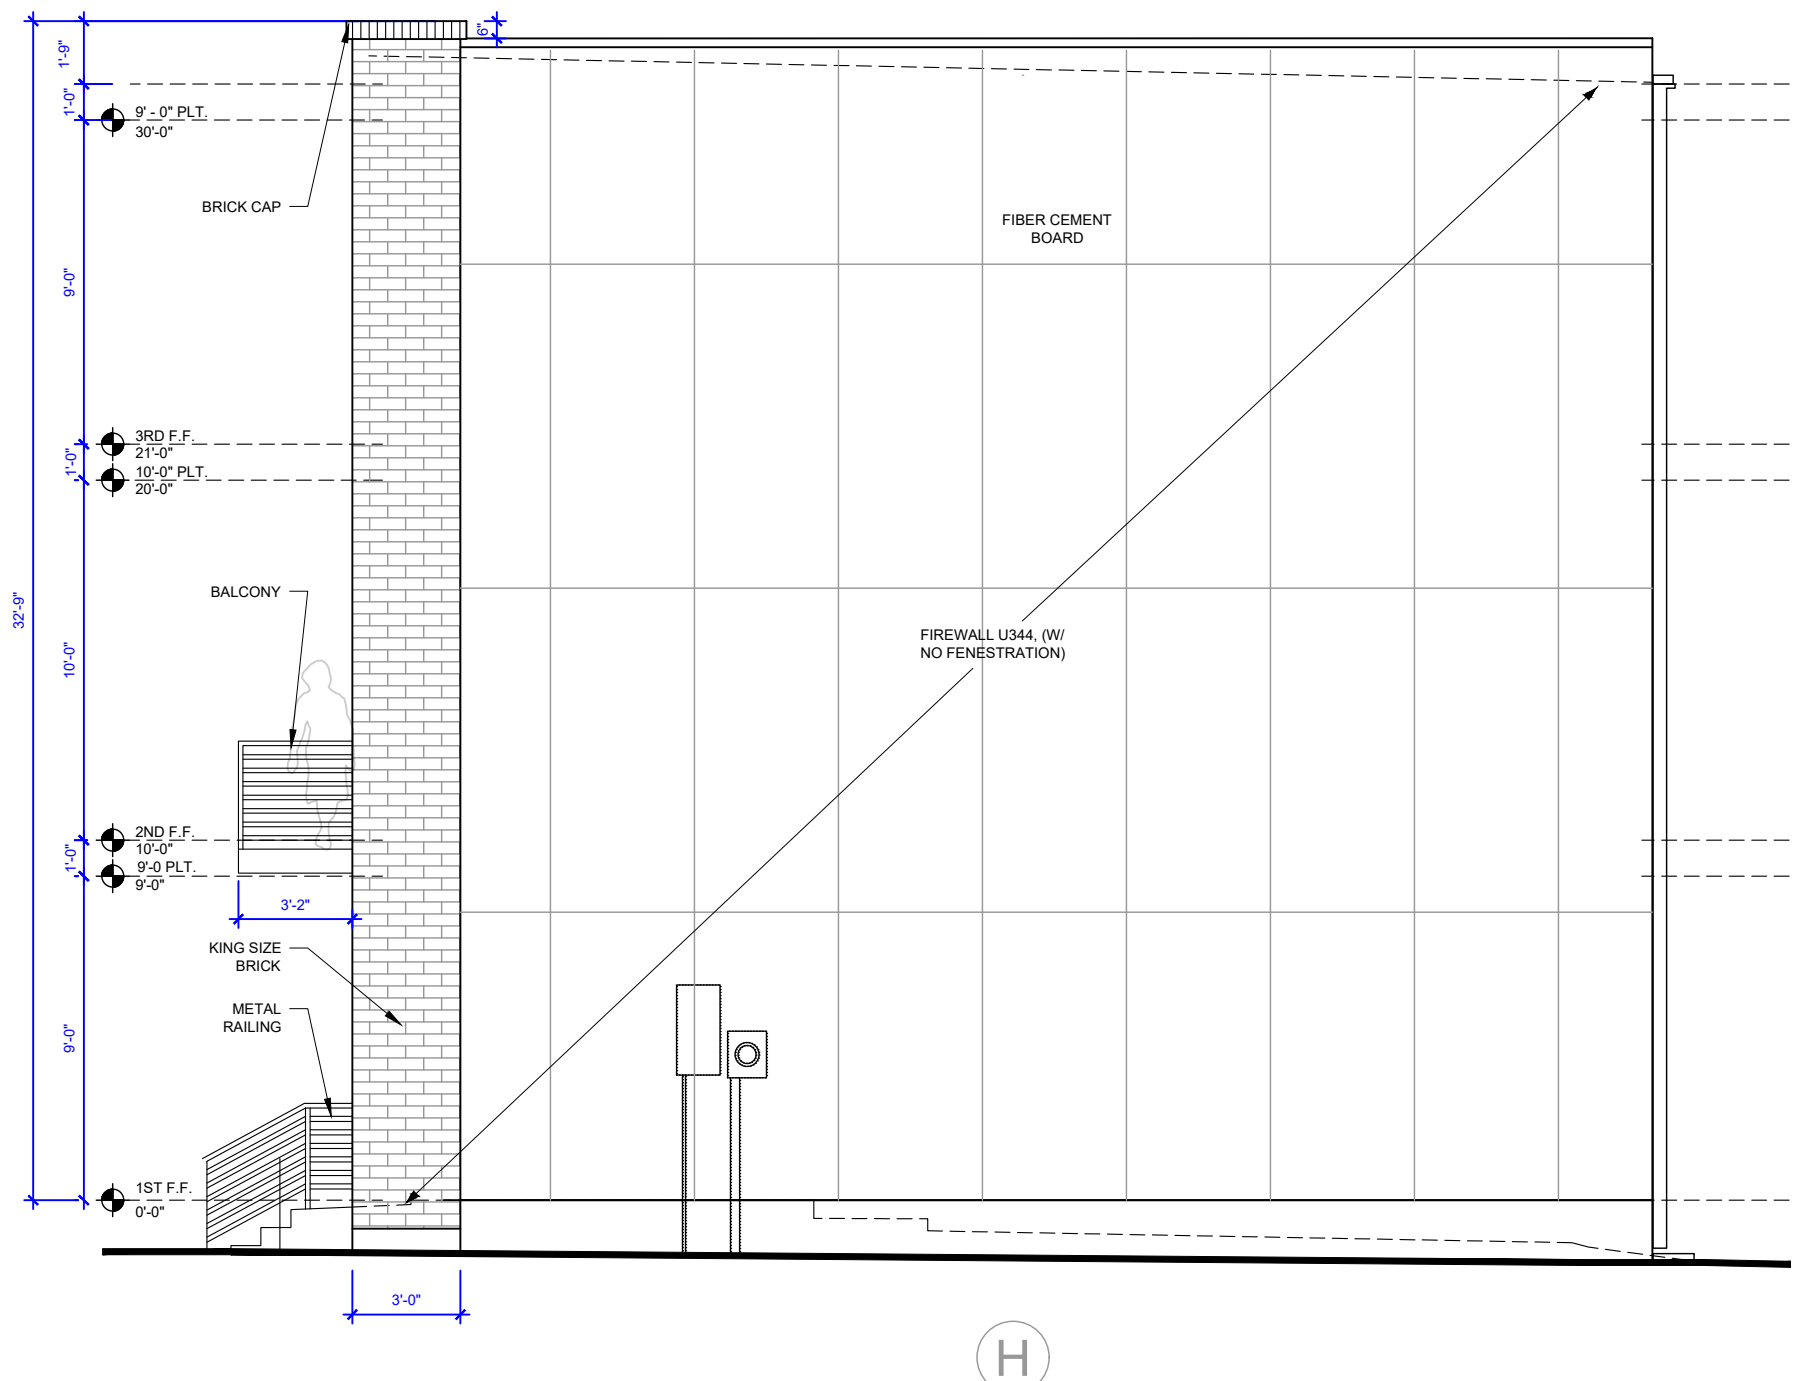 6"
1'-9"
1'-0"
9' - 0" PLT.
30'-0"
BRICK CAP
FIBER CEMENT
BOARD
9'-0"
3RD F.F.
21'-0"
1'-0"
10'-0" PLT.
20'-0"
BALCONY
32'-9"
10'-0"
FIREWALL U344, (W/
NO FENESTRATION)
2ND F.F.
10'-0"
1'-0"
9'-0 PLT.
9'-0"
3'-2"
KING SIZE
BRICK
METAL
RAILING
9'-0"
1ST F.F.
0'-0"
3'-0"
H